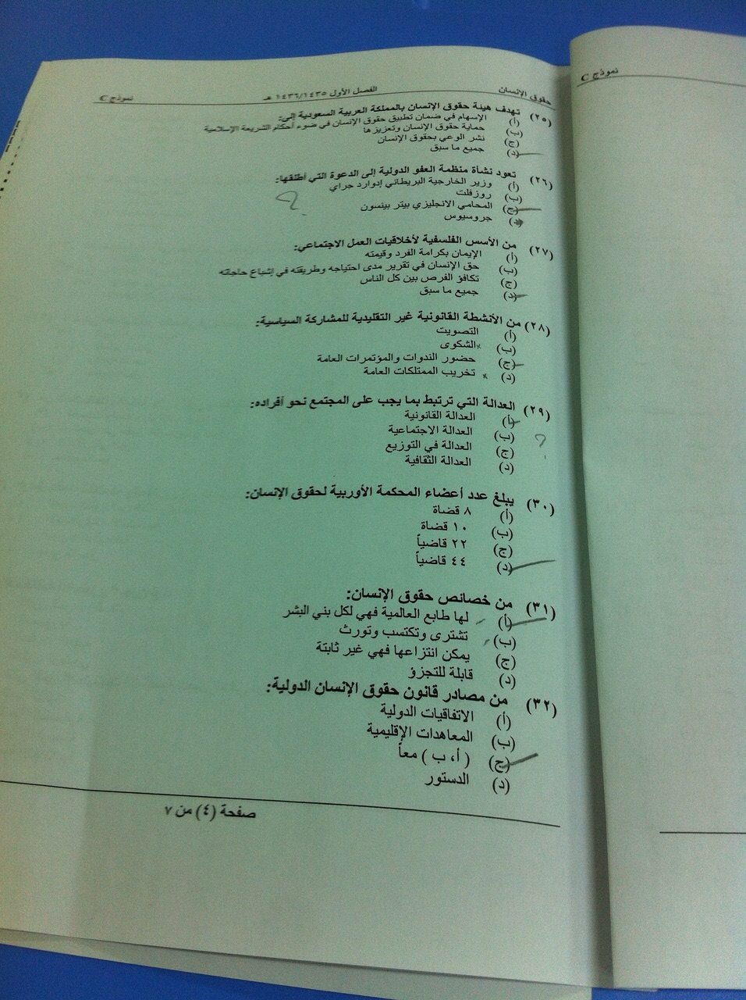 نموذج C
حقوق الإنسان الفصل الأول ١٤٣٦/١٤٣٥ هـ نموذج C
(٢٥) تهدف هيئة حقوق الإنسان بالمملكة العربية السعودية إلى:
(أ) الإسهام في ضمان تطبيق حقوق الإنسان في ضوء أحكام الشريعة الإسلامية
(ب) حماية حقوق الإنسان وتعزيزها
(ج) نشر الوعي بحقوق الإنسان
(د) جميع ما سبق
(٢٦) تعود نشأة منظمة العفو الدولية إلى الدعوة التي أطلقها:
(أ) وزير الخارجية البريطاني إدوارد جراي
(ب) روزفلت
(ج) المحامي الانجليزي بيتر بينسون
(د) جروسيوس
؟
(٢٧) من الأسس الفلسفية لأخلاقيات العمل الاجتماعي:
(أ) الإيمان بكرامة الفرد وقيمته
(ب) حق الإنسان في تقرير مدى احتياجه وطريقته في إشباع حاجاته
(ج) تكافؤ الفرص بين كل الناس
(د) جميع ما سبق
(٢٨) من الأنشطة القانونية غير التقليدية للمشاركة السياسية:
(أ) التصويت
(ب) الشكوى
(ج) حضور الندوات والمؤتمرات العامة
(د) تخريب الممتلكات العامة
(٢٩) العدالة التي ترتبط بما يجب على المجتمع نحو أفراده:
(أ) العدالة القانونية
(ب) العدالة الاجتماعية
(ج) العدالة في التوزيع
(د) العدالة الثقافية
؟
(٣٠) يبلغ عدد أعضاء المحكمة الأوربية لحقوق الإنسان:
(أ) ٨ قضاة
(ب) ١٠ قضاة
(ج) ٢٢ قاضياً
(د) ٤٤ قاضياً
(٣١) من خصائص حقوق الإنسان:
(أ) لها طابع العالمية فهي لكل بني البشر
(ب) تشترى وتكتسب وتورث
(ج) يمكن انتزاعها فهي غير ثابتة
(د) قابلة للتجزؤ
(٣٢) من مصادر قانون حقوق الإنسان الدولية:
(أ) الاتفاقيات الدولية
(ب) المعاهدات الإقليمية
(ج) ( أ، ب ) معاً
(د) الدستور
صفحة (٤) من ٧